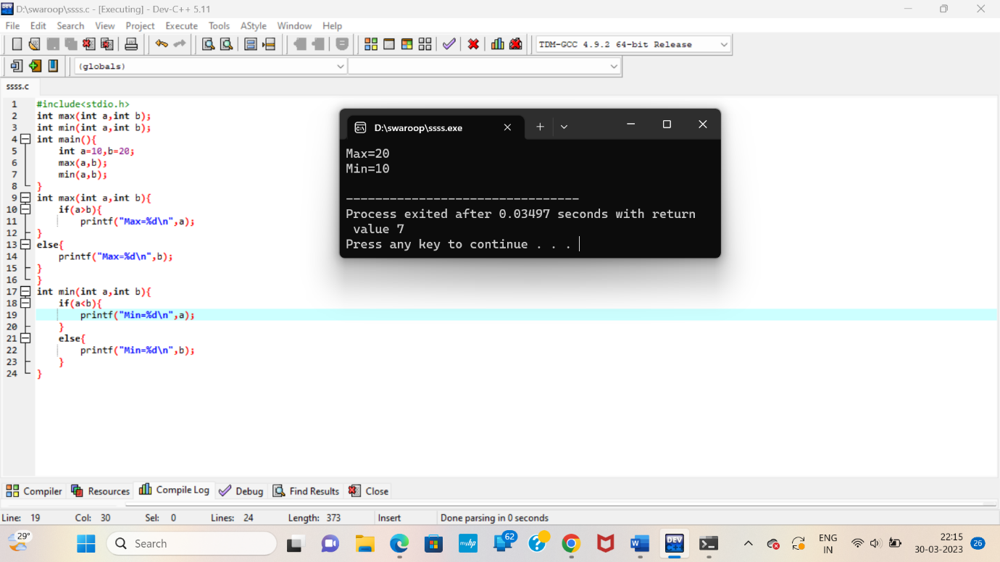 D:\swaroop\ssss.c - [Executing] - Dev-C++ 5.11
File Edit Search View Project Execute Tools AStyle Window Help
TDM-GCC 4.9.2 64-bit Release
(globals)
ssss.c
1 #include<stdio.h>
2 int max(int a,int b);
3 int min(int a,int b);
4 int main(){
5 int a=10,b=20;
6 max(a,b);
7 min(a,b);
8 }
9 int max(int a,int b){
10 if(a>b){
11 printf("Max=%d\n",a);
12 }
13 else{
14 printf("Max=%d\n",b);
15 }
16 }
17 int min(int a,int b){
18 if(a<b){
19 printf("Min=%d\n",a);
20 }
21 else{
22 printf("Min=%d\n",b);
23 }
24 }
D:\swaroop\ssss.exe
Max=20
Min=10
--------------------------------
Process exited after 0.03497 seconds with return
value 7
Press any key to continue . . .
Compiler Resources Compile Log Debug Find Results Close
Line: 19 Col: 30 Sel: 0 Lines: 24 Length: 373 Insert Done parsing in 0 seconds
29°
Search
myhp
62
DEV C++
ENG
IN
22:15
30-03-2023
26